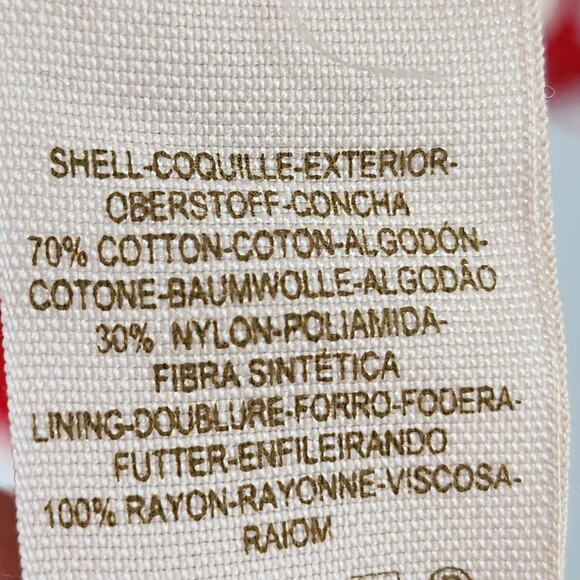 SHELL-COQUILLE-EXTERIOR-
OBERSTOFF-CONCHA
70% COTTON-COTON-ALGODÓN-
COTONE-BAUMWOLLE-ALGODÂO
30% NYLON-POLIAMIDA-
FIBRA SINTÉTICA
LINING-DOUBLURE-FORRO-FODERA-
FUTTER-ENFILEIRANDO
100% RAYON-RAYONNE-VISCOSA-
RAIOM